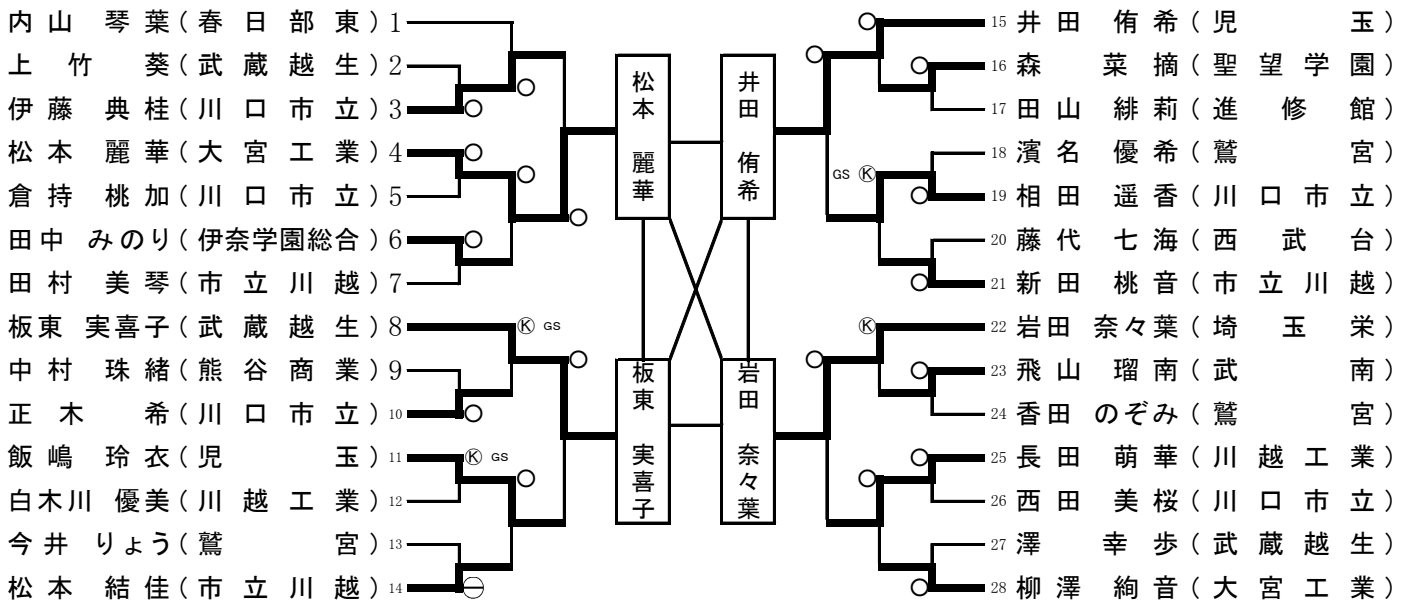 内山 琴葉(春日部東) 1
上竹 葵(武蔵越生) 2
伊藤 典桂(川口市立) 3
松本 麗華(大宮工業) 4
倉持 桃加(川口市立) 5
田中 みのり(伊奈学園総合) 6
田村 美琴(市立川越) 7
板東 実喜子(武蔵越生) 8
Ⓚ GS
中村 珠緒(熊谷商業) 9
正木 希(川口市立) 10
飯嶋 玲衣(児玉) 11
Ⓚ GS
白木川 優美(川越工業) 12
今井 りょう(鷲宮) 13
松本 結佳(市立川越) 14
松本 麗華
井田 侑希
板東 実喜子
岩田 奈々葉
15 井田 侑希(児玉)
16 森 菜摘(聖望学園)
17 田山 緋莉(進修館)
18 濱名 優希(鷲宮)
GS Ⓚ
19 相田 遥香(川口市立)
20 藤代 七海(西武台)
21 新田 桃音(市立川越)
Ⓚ 22 岩田 奈々葉(埼玉栄)
23 飛山 瑠南(武南)
24 香田 のぞみ(鷲宮)
25 長田 萌華(川越工業)
26 西田 美桜(川口市立)
27 澤 幸歩(武蔵越生)
28 柳澤 絢音(大宮工業)